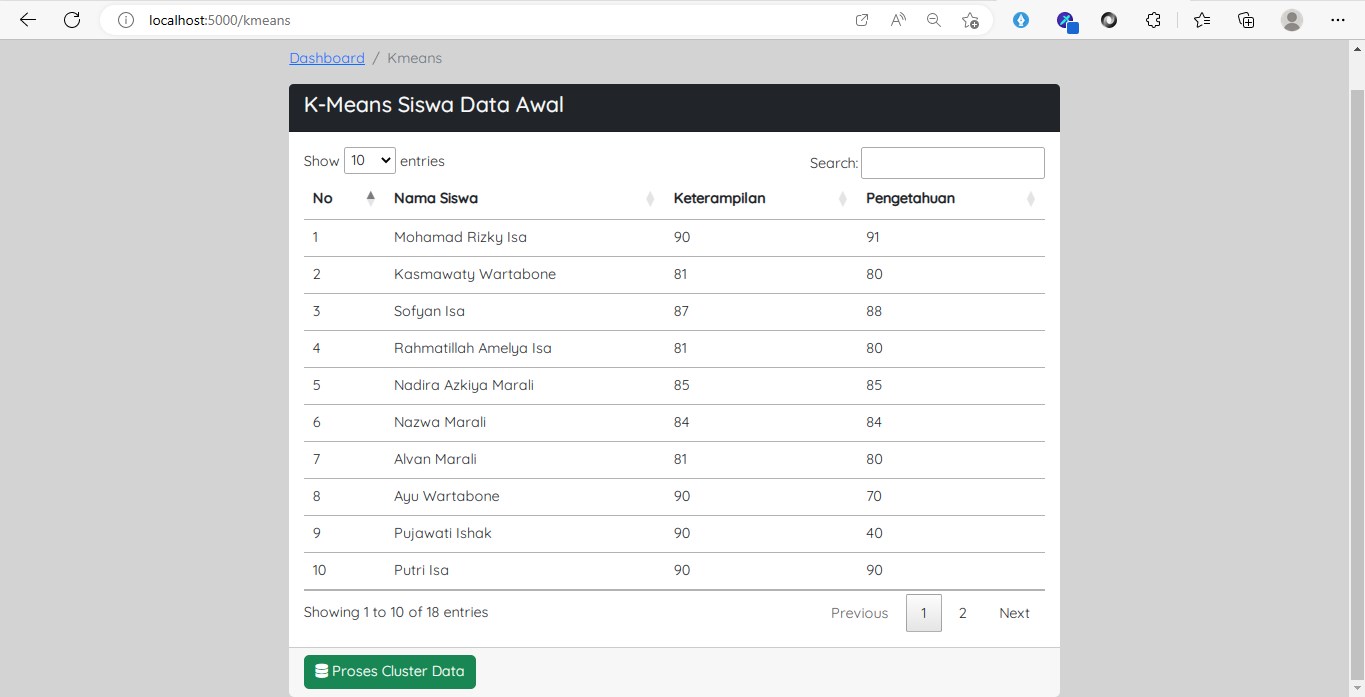 localhost:5000/kmeans
Dashboard / Kmeans
K-Means Siswa Data Awal
Show 10 entries Search:
No Nama Siswa Keterampilan Pengetahuan
1 Mohamad Rizky Isa 90 91
2 Kasmawaty Wartabone 81 80
3 Sofyan Isa 87 88
4 Rahmatillah Amelya Isa 81 80
5 Nadira Azkiya Marali 85 85
6 Nazwa Marali 84 84
7 Alvan Marali 81 80
8 Ayu Wartabone 90 70
9 Pujawati Ishak 90 40
10 Putri Isa 90 90
Showing 1 to 10 of 18 entries Previous 1 2 Next
Proses Cluster Data